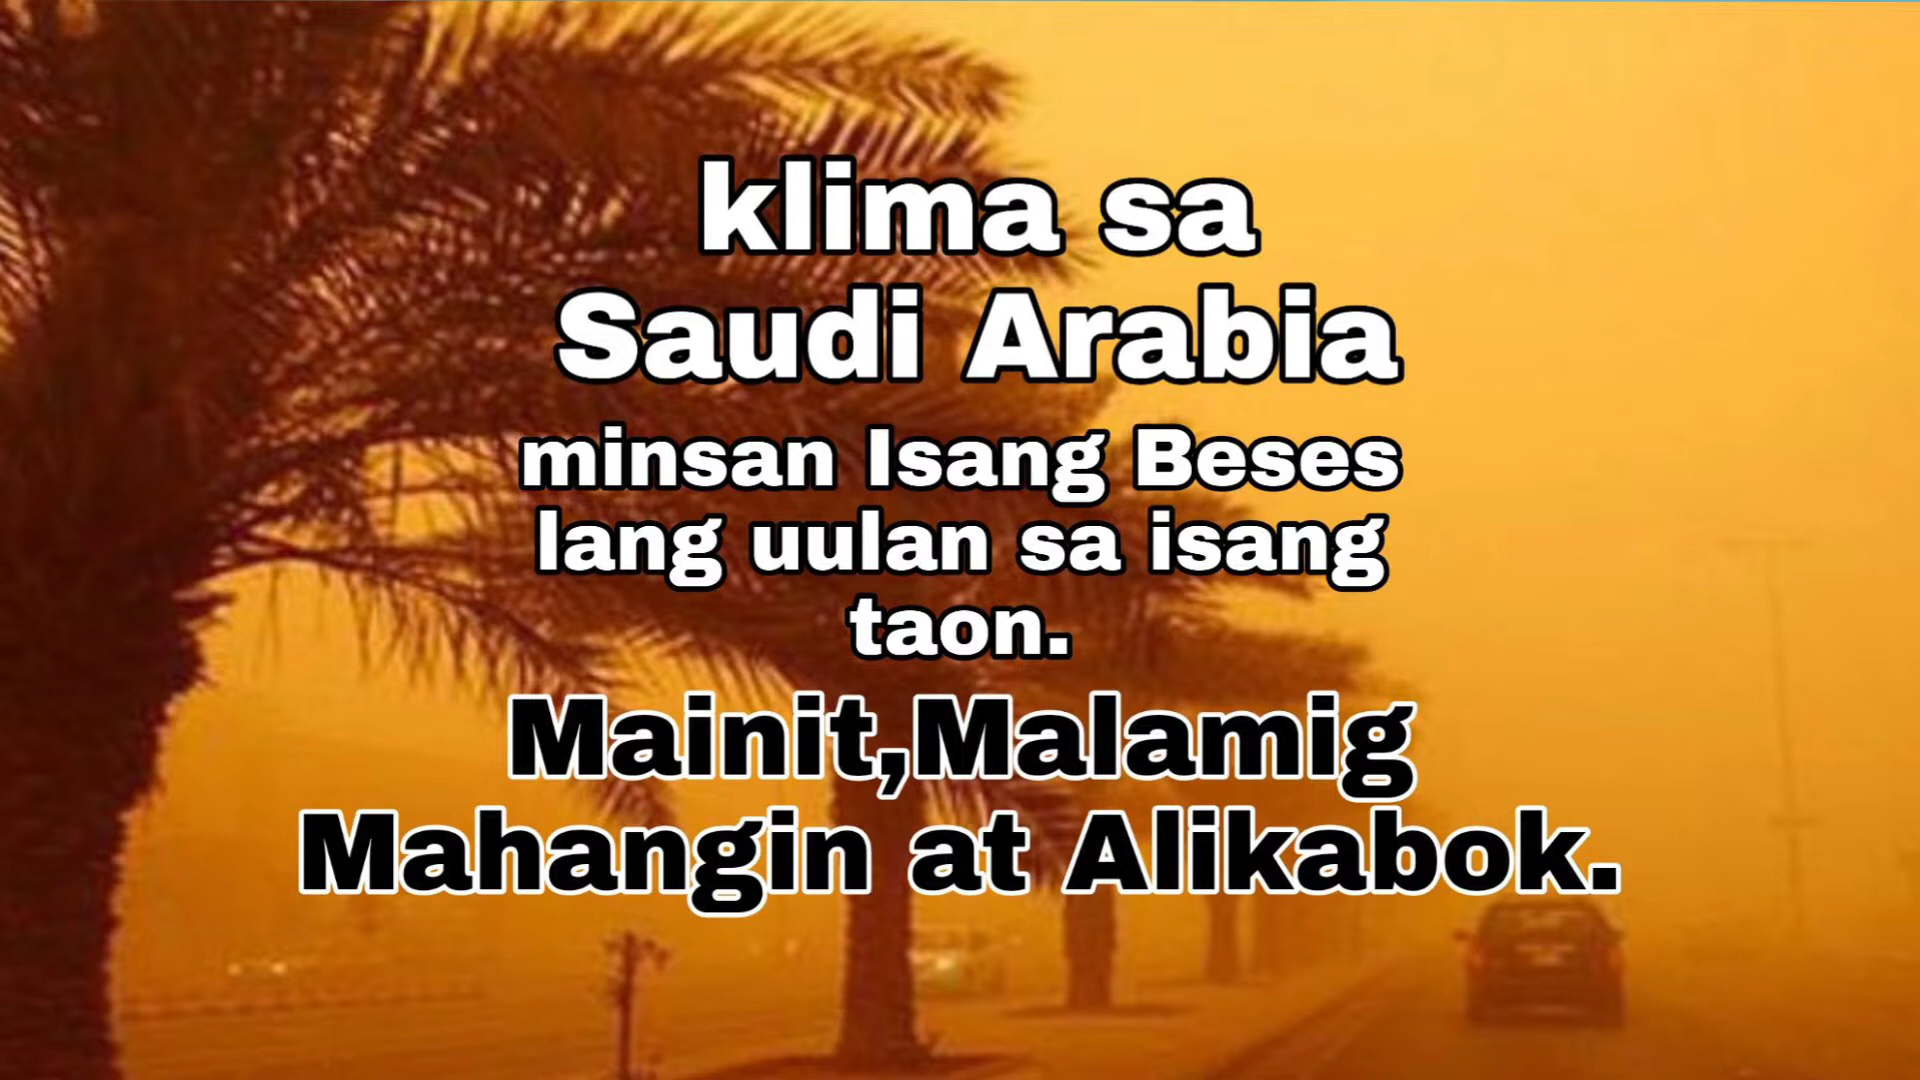 klima sa
Saudi Arabia
minsan Isang Beses
lang uulan sa isang
taon.
Mainit,Malamig
Mahangin at Alikabok.